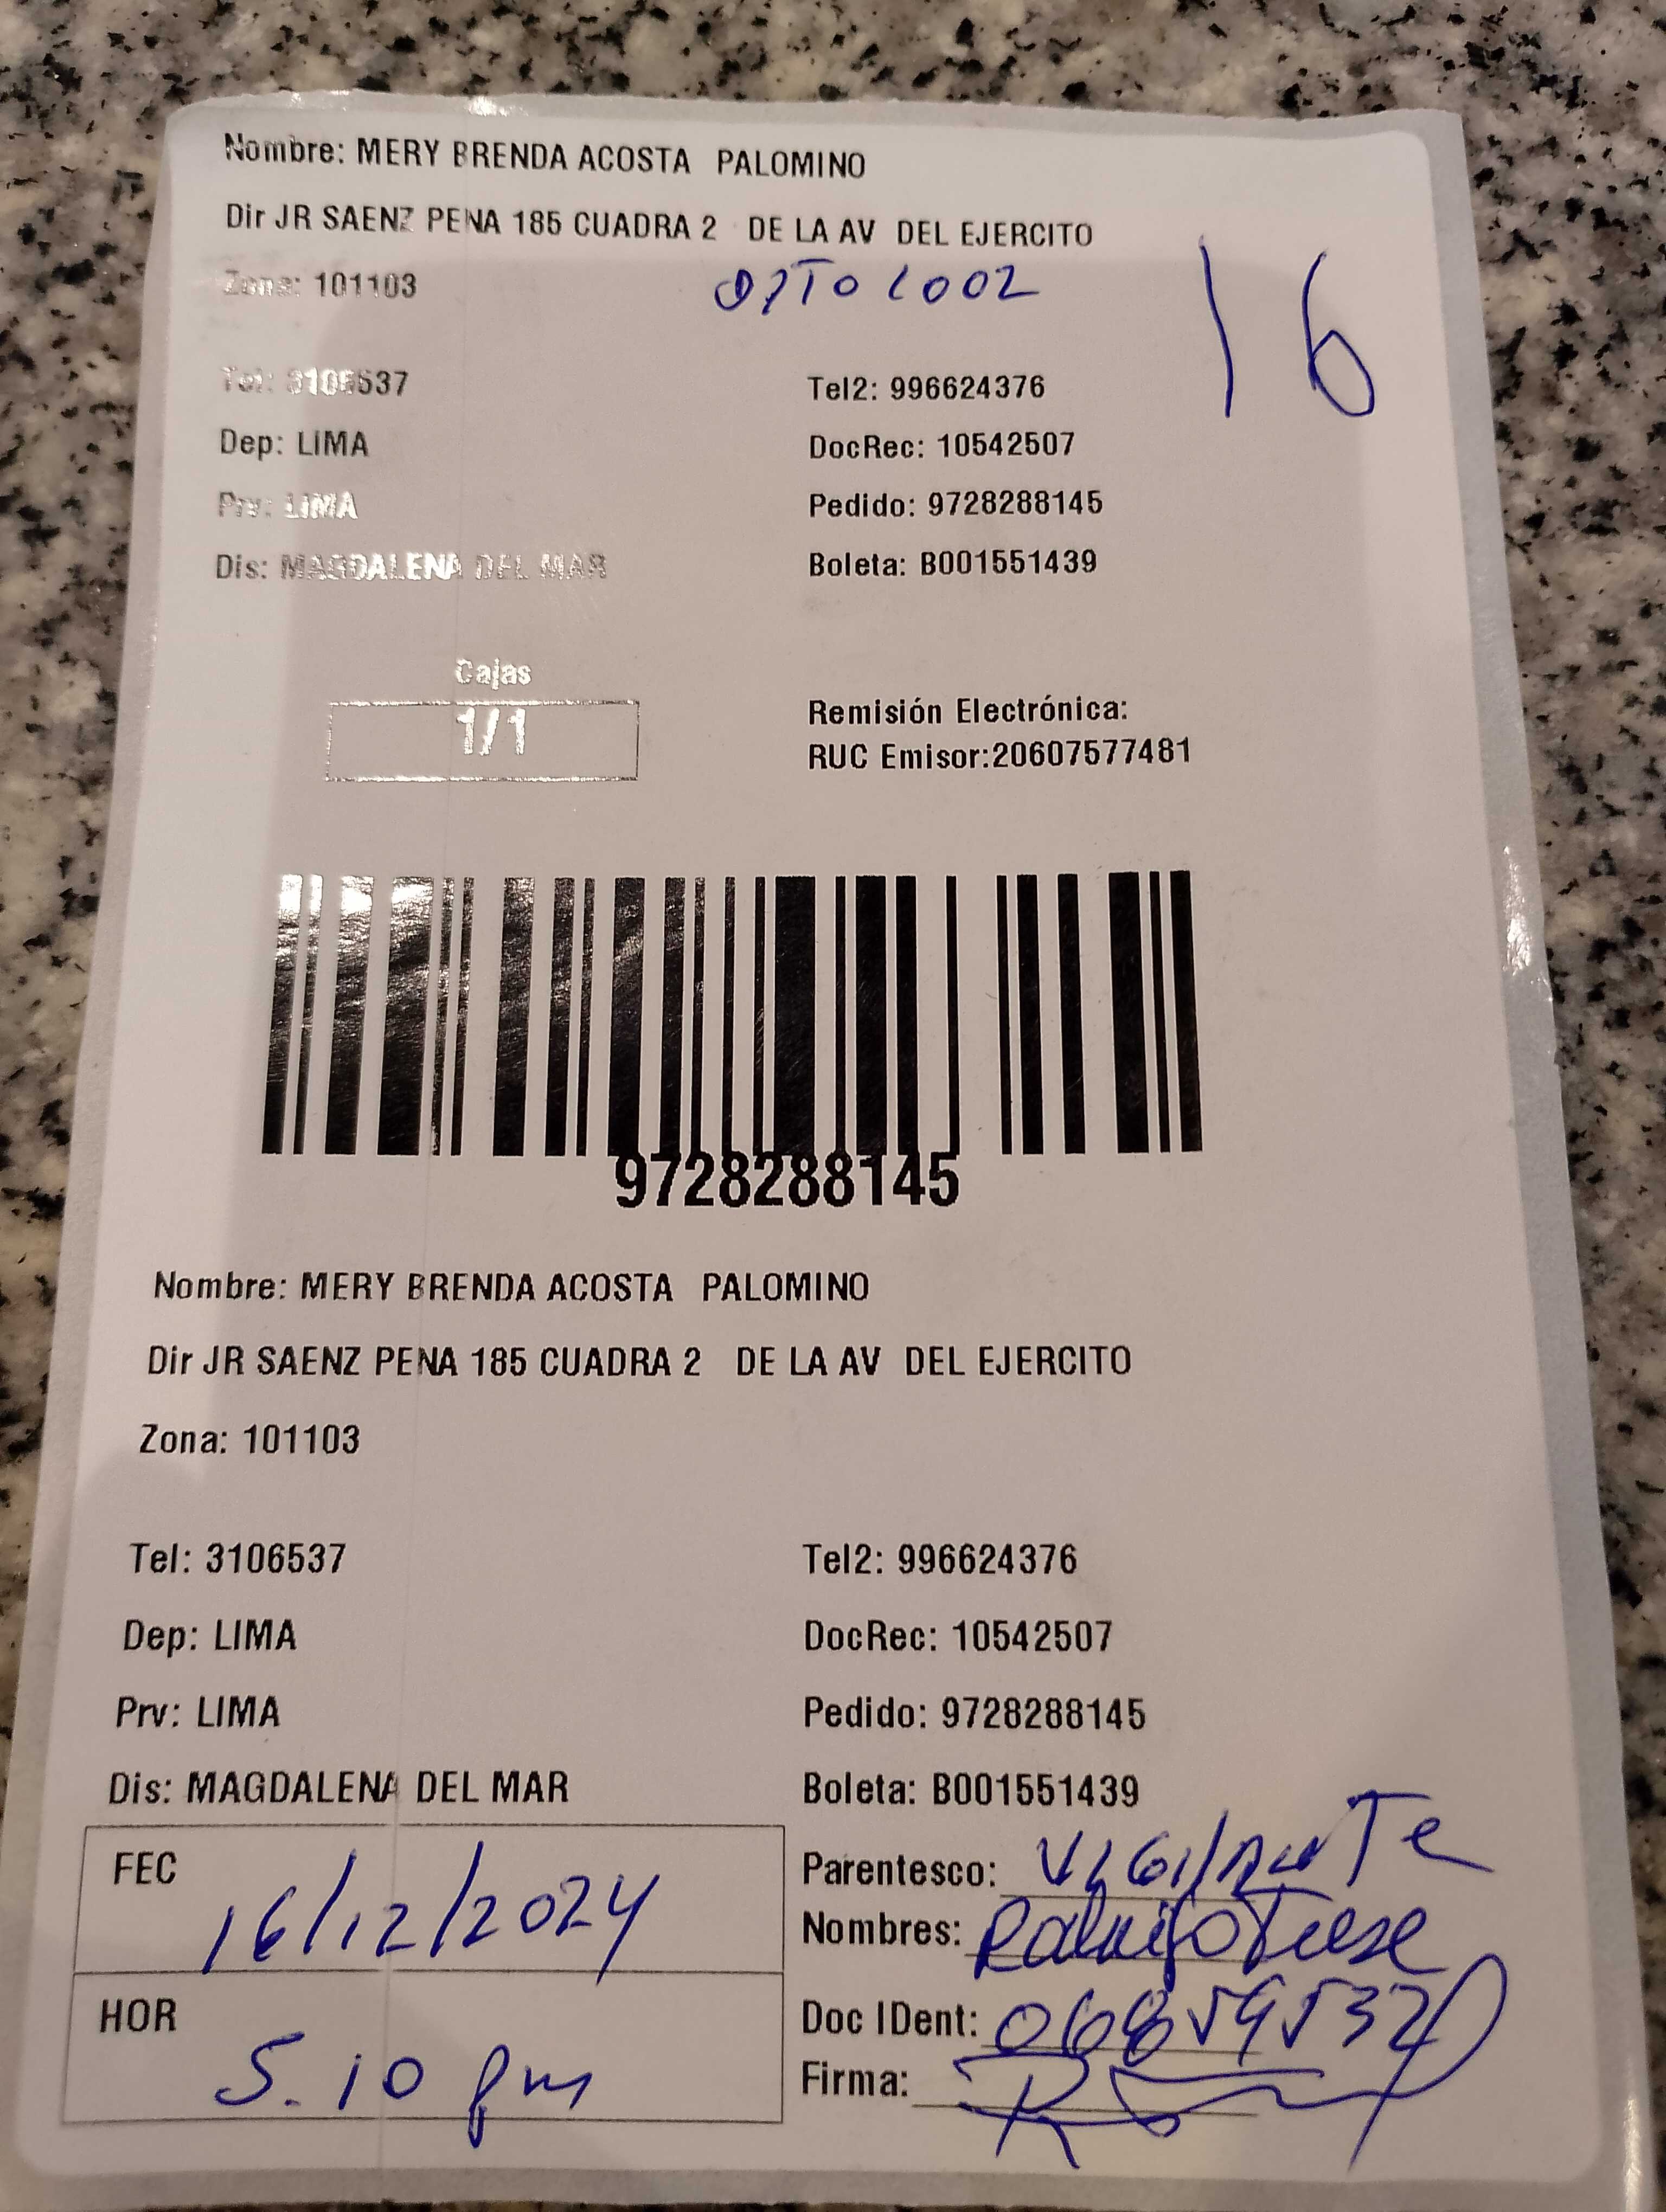 Nombre: MERY BRENDA ACOSTA PALOMINO
Dir JR SAENZ PENA 185 CUADRA 2 DE LA AV DEL EJERCITO
Zona: 101103
DPTO 1002
16
Tel: 3106537
Tel2: 996624376
Dep: LIMA
DocRec: 10542507
Prv: LIMA
Pedido: 9728288145
Dis: MAGDALENA DEL MAR
Boleta: B001551439
Cajas
1/1
Remisión Electrónica:
RUC Emisor:20607577481
9728288145
Nombre: MERY BRENDA ACOSTA PALOMINO
Dir JR SAENZ PENA 185 CUADRA 2 DE LA AV DEL EJERCITO
Zona: 101103
Tel: 3106537
Tel2: 996624376
Dep: LIMA
DocRec: 10542507
Prv: LIMA
Pedido: 9728288145
Dis: MAGDALENA DEL MAR
Boleta: B001551439
FEC
16/12/2024
Parentesco: VIGILANTE
Nombres:
HOR
5.10 pm
Doc IDent:
Firma: